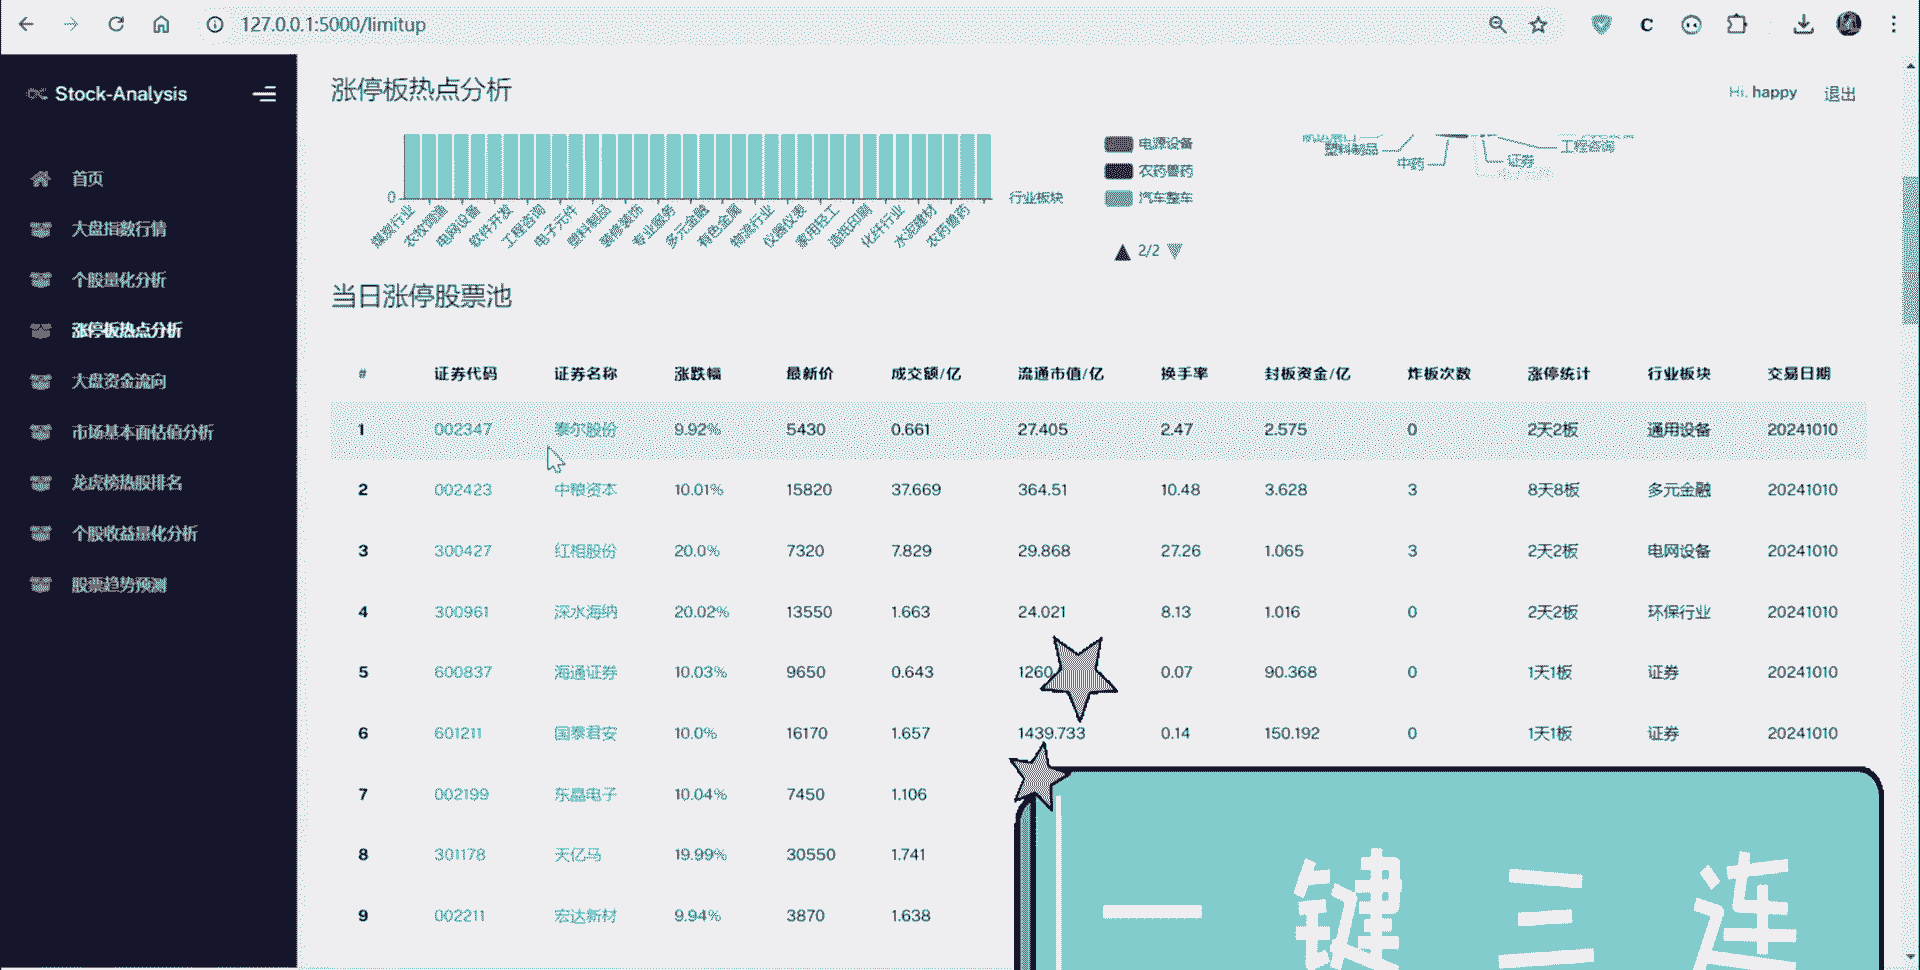 127.0.0.1:5000/limitup
Stock-Analysis
涨停板热点分析
Hi. happy 退出
首页
大盘指数行情
个股量化分析
涨停板热点分析
大盘资金流向
市场基本面估值分析
龙虎榜热股排名
个股收益量化分析
股票趋势预测
0
煤炭行业 农牧饲渔 电网设备 软件开发 工程咨询 电子元件 塑料制品 装修装饰 专业服务 多元金融 有色金属 物流行业 仪器仪表 家用轻工 造纸印刷 化纤行业 水泥建材 农药兽药
行业板块
电源设备
农药兽药
汽车整车
2/2
塑料制品 中药 证券 工程咨询
当日涨停股票池
# 证券代码 证券名称 涨跌幅 最新价 成交额/亿 流通市值/亿 换手率 封板资金/亿 炸板次数 涨停统计 行业板块 交易日期
1 002347 泰尔股份 9.92% 5430 0.661 27.405 2.47 2.575 0 2天2板 通用设备 20241010
2 002423 中粮资本 10.01% 15820 37.669 364.51 10.48 3.628 3 8天8板 多元金融 20241010
3 300427 红相股份 20.0% 7320 7.829 29.868 27.26 1.065 3 2天2板 电网设备 20241010
4 300961 深水海纳 20.02% 13550 1.663 24.021 8.13 1.016 0 2天2板 环保行业 20241010
5 600837 海通证券 10.03% 9650 0.643 1260 0.07 90.368 0 1天1板 证券 20241010
6 601211 国泰君安 10.0% 16170 1.657 1439.733 0.14 150.192 0 1天1板 证券 20241010
7 002199 东晶电子 10.04% 7450 1.106
8 301178 天亿马 19.99% 30550 1.741
9 002211 宏达新材 9.94% 3870 1.638
一键三连